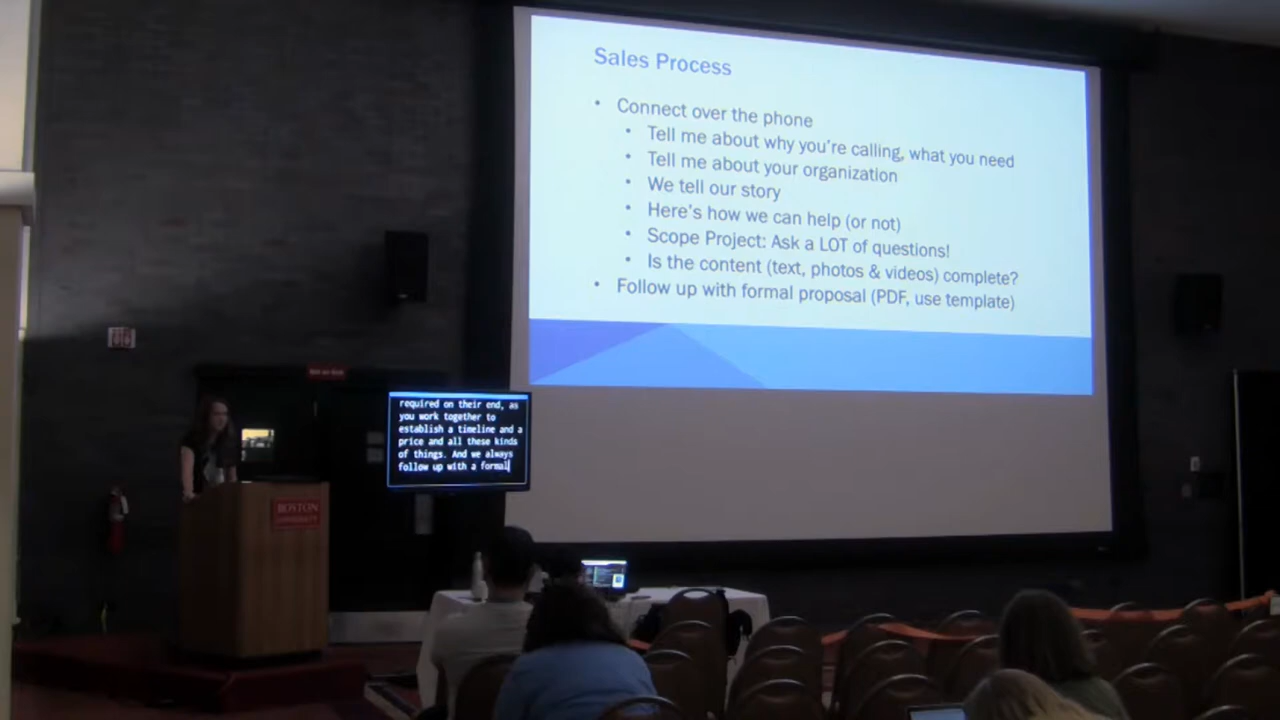 Sales Process
• Connect over the phone
• Tell me about why you're calling, what you need
• Tell me about your organization
• We tell our story
• Here's how we can help (or not)
• Scope Project: Ask a LOT of questions!
• Is the content (text, photos & videos) complete?
• Follow up with formal proposal (PDF, use template)
required on their end, as
you work together to
establish a timeline and a
price and all these kinds
of things. And we always
follow up with a formal
BOSTON
UNIVERSITY